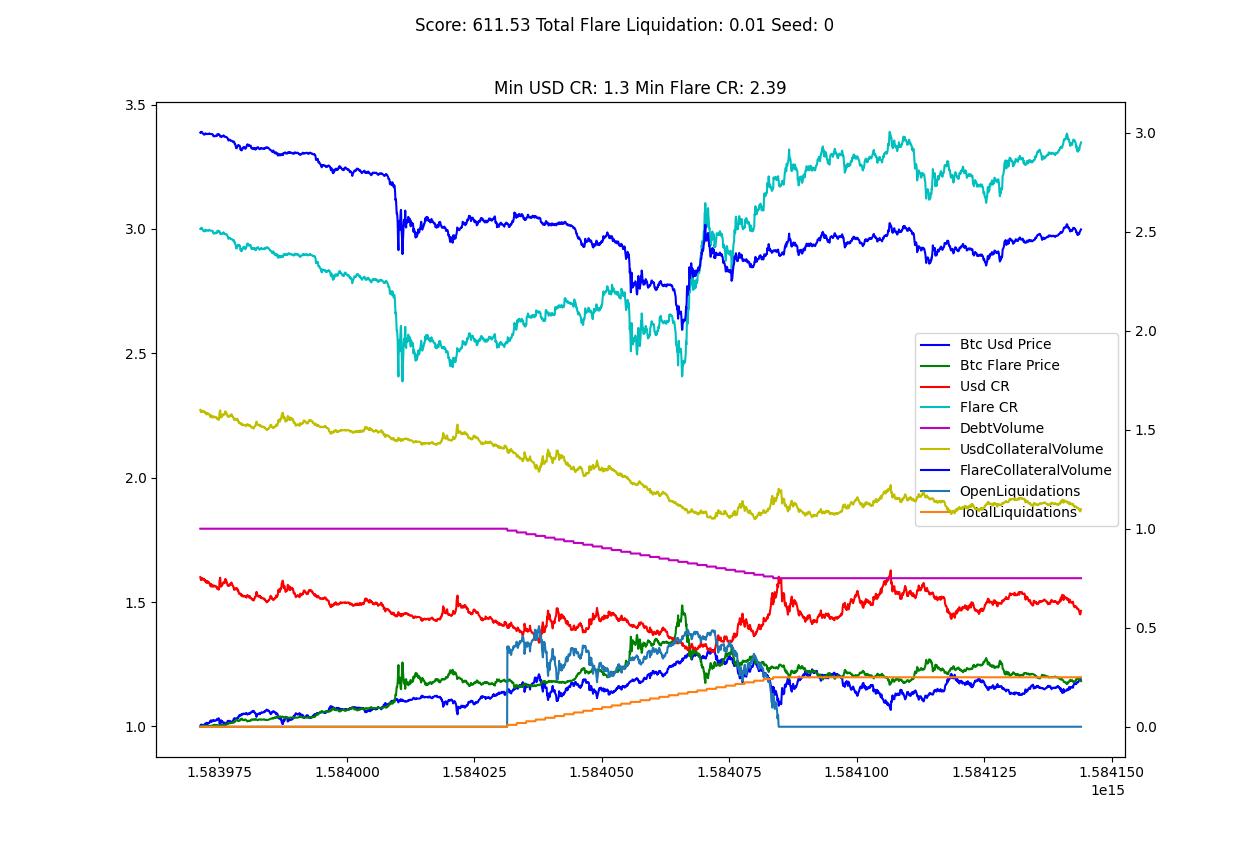 Score: 611.53 Total Flare Liquidation: 0.01 Seed: 0
Min USD CR: 1.3 Min Flare CR: 2.39
3.5
3.0
2.5
2.0
1.5
1.0
3.0
2.5
2.0
1.5
1.0
0.5
0.0
Btc Usd Price
Btc Flare Price
Usd CR
Flare CR
DebtVolume
UsdCollateralVolume
FlareCollateralVolume
OpenLiquidations
TotalLiquidations
1.583975 1.584000 1.584025 1.584050 1.584075 1.584100 1.584125 1.584150
1e15